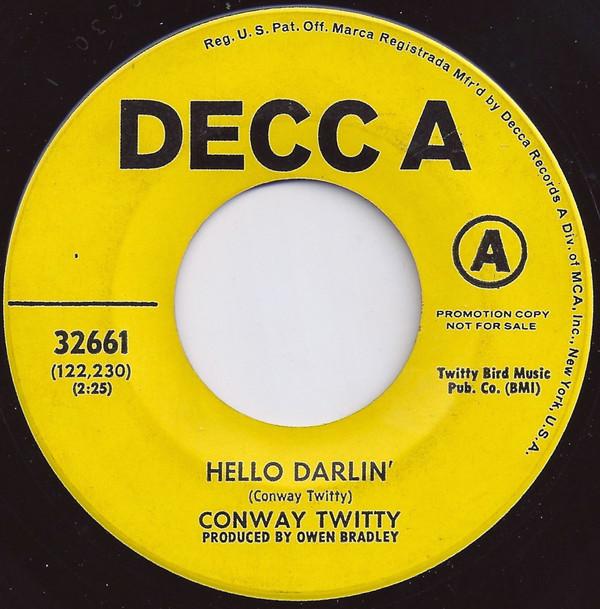 Reg. U.S. Pat. Off. Marca Registrada Mfr'd by Decca Records A Div. of MCA, Inc., New York, U.S.A.
DECCA
A
PROMOTION COPY
NOT FOR SALE
32661
(122,230)
(2:25)
Twitty Bird Music
Pub. Co. (BMI)
HELLO DARLIN'
(Conway Twitty)
CONWAY TWITTY
PRODUCED BY OWEN BRADLEY